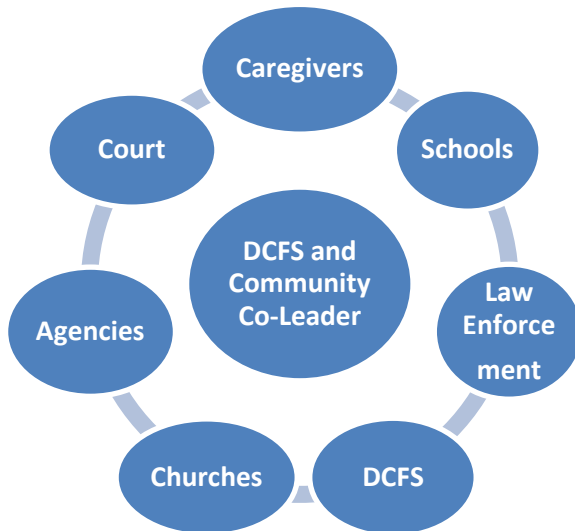 Caregivers
Court
Schools
DCFS and
Community
Co-Leader
Law
Enforce
ment
Agencies
Churches
DCFS